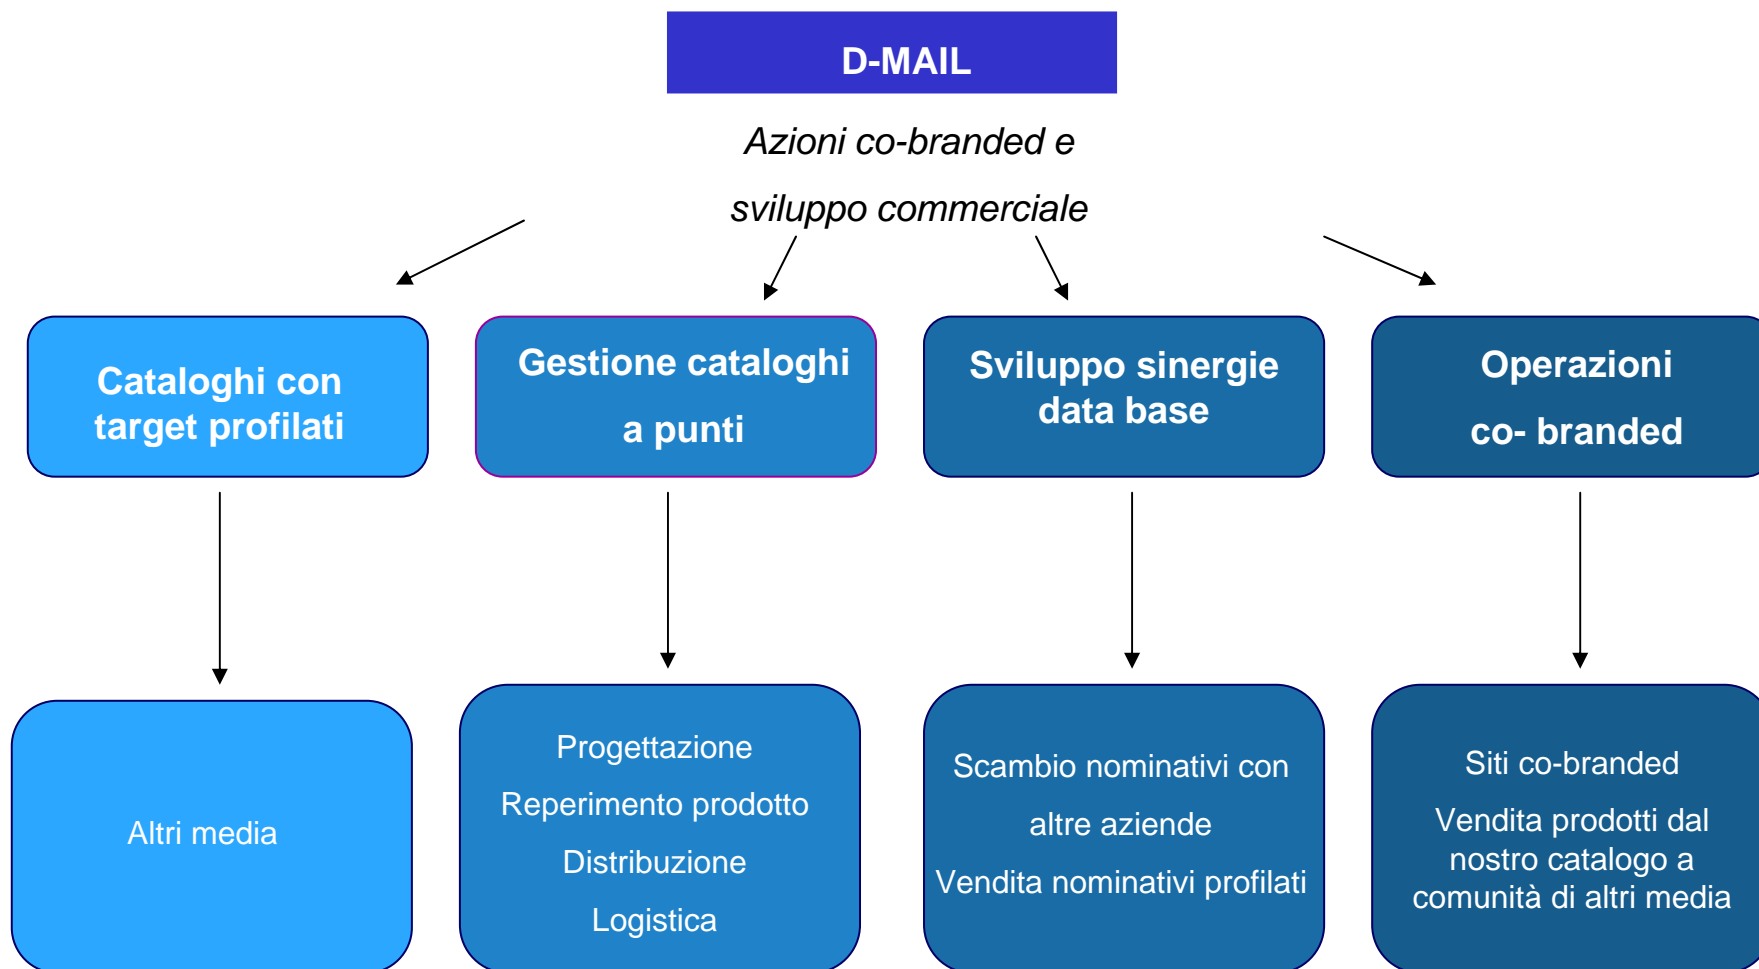 D-MAIL
Azioni co-branded e
sviluppo commerciale
Cataloghi con
target profilati
Gestione cataloghi
a punti
Sviluppo sinergie
data base
Operazioni
co- branded
Altri media
Progettazione
Reperimento prodotto
Distribuzione
Logistica
Scambio nominativi con
altre aziende
Vendita nominativi profilati
Siti co-branded
Vendita prodotti dal
nostro catalogo a
comunità di altri media